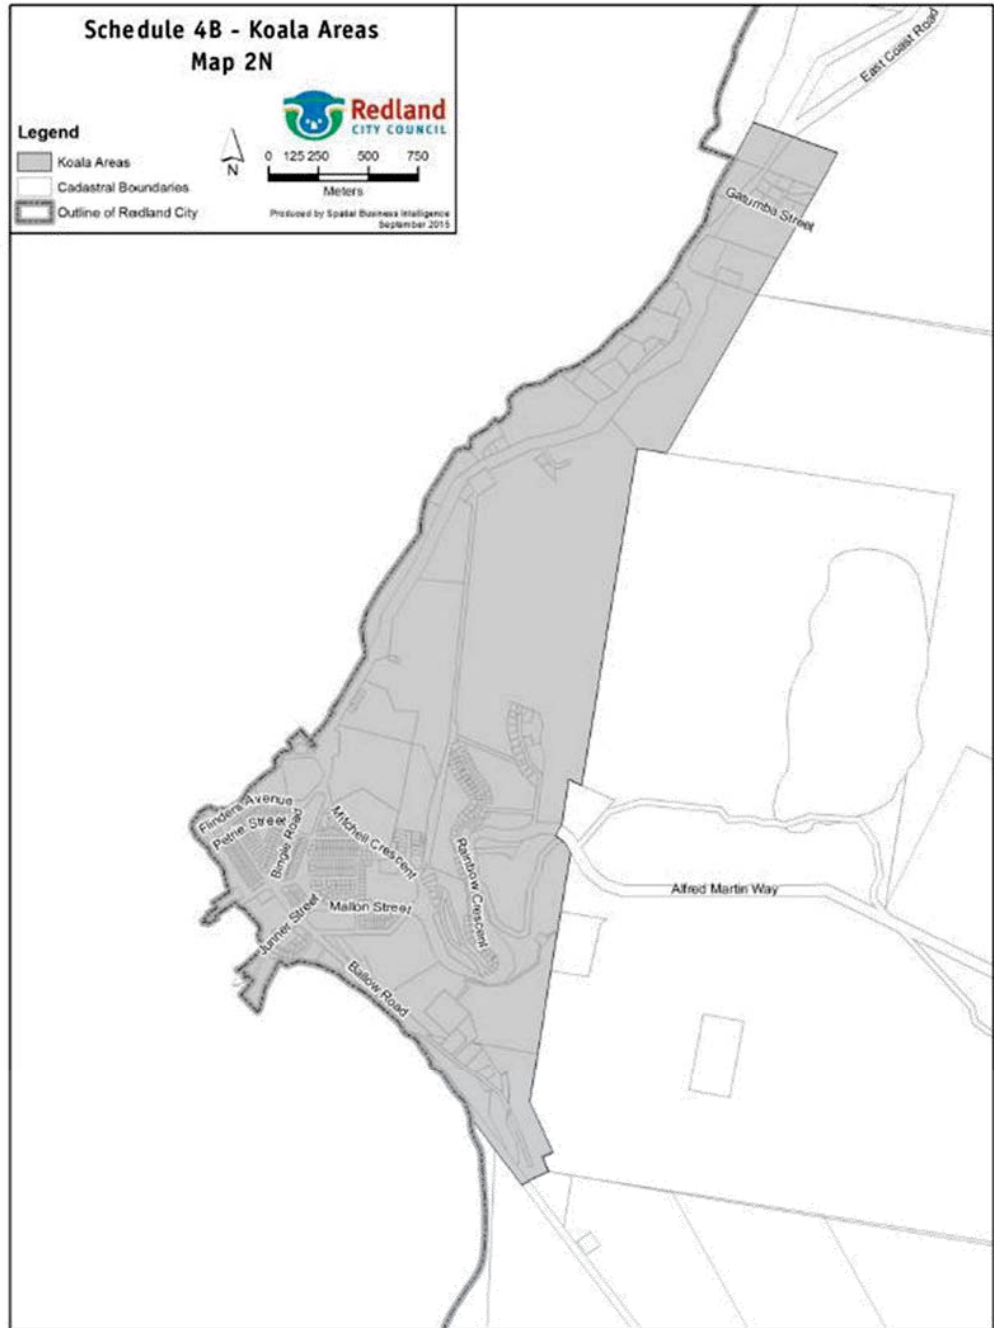 Schedule 4B - Koala Areas
Map 2N
Redland
CITY COUNCIL
Legend
Koala Areas
Cadastral Boundaries
Outline of Redland City
N
0 125 250 500 750
Meters
Produced by Spatial Business Intelligence
September 2015
East Coast Road
Gatumba Street
Flinders Avenue
Petrie Street
Bingle Road
Mitchell Crescent
Rainbow Crescent
Mallon Street
Junner Street
Ballow Road
Alfred Martin Way